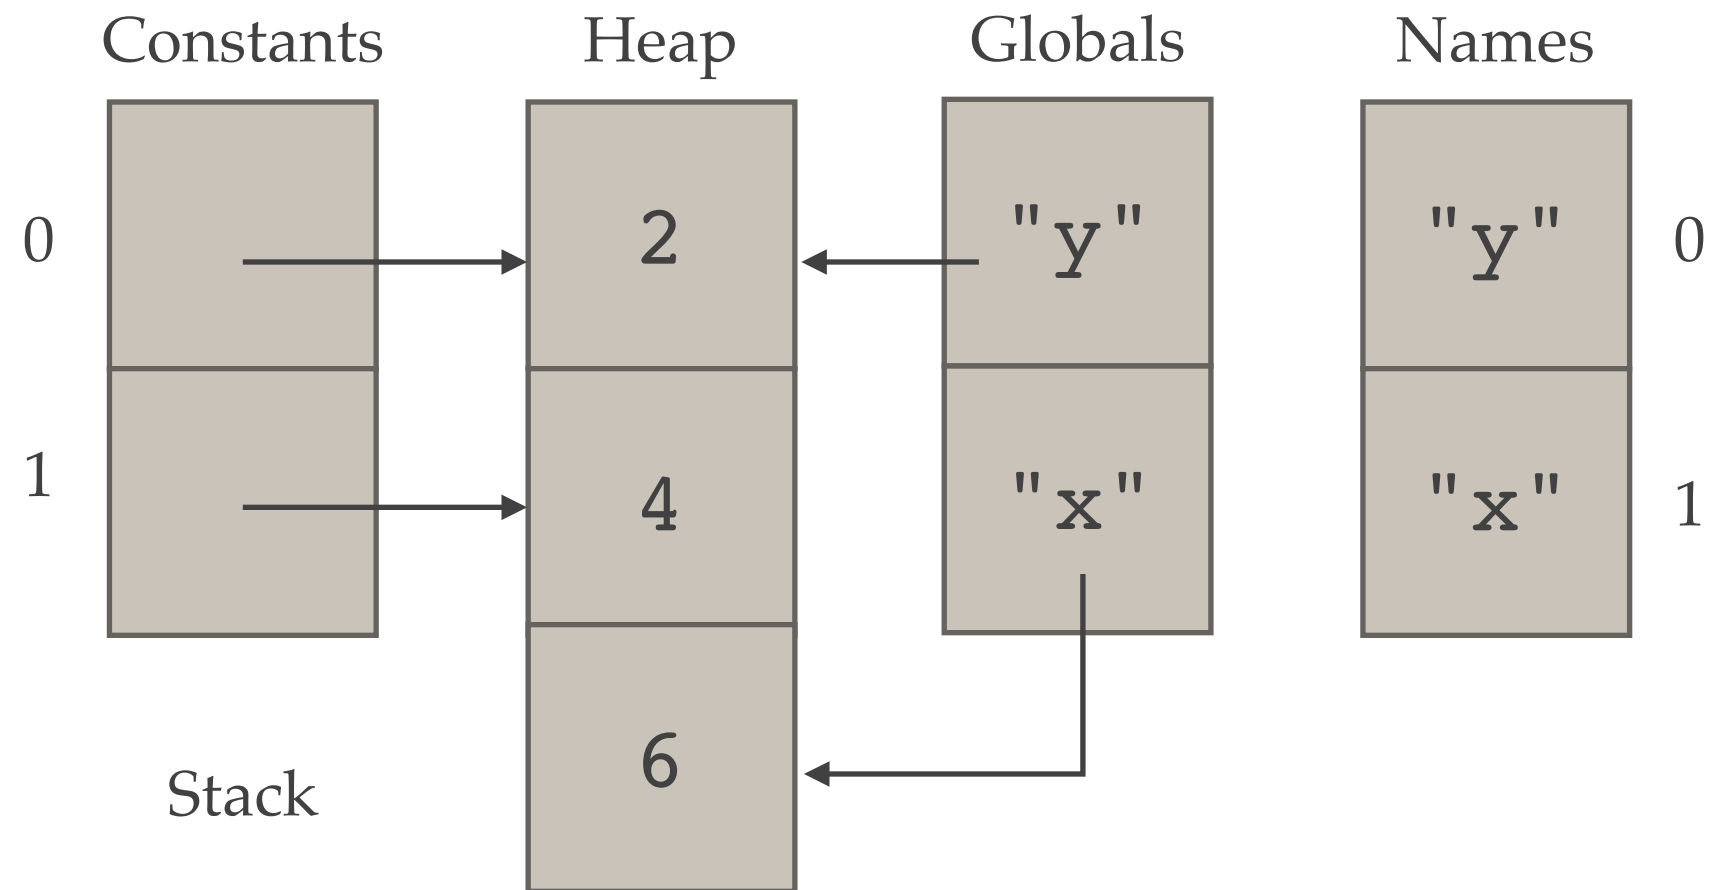 Constants Heap Globals Names
0 2 "y" "y" 0
1 4 "x" "x" 1
6
Stack